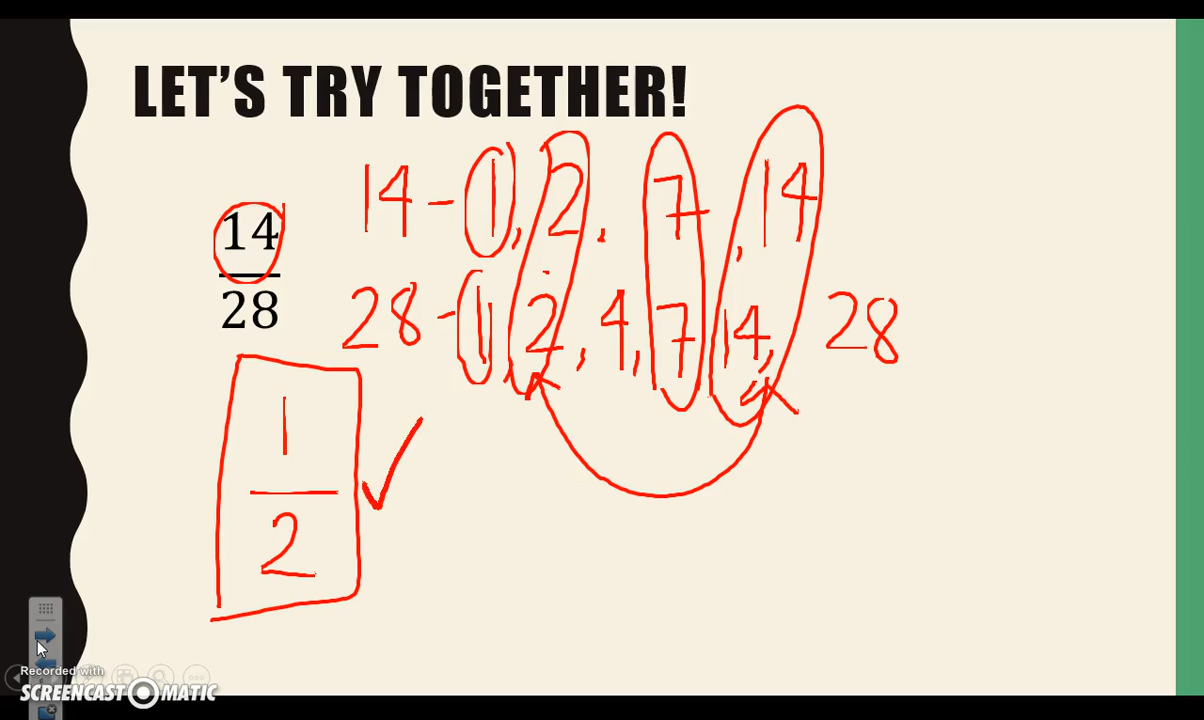 LET'S TRY TOGETHER!
14 - 1, 2, 7, 14
14
28
28 - 1, 2, 4, 7, 14, 28
1
2
Recorded with
SCREENCAST MATIC